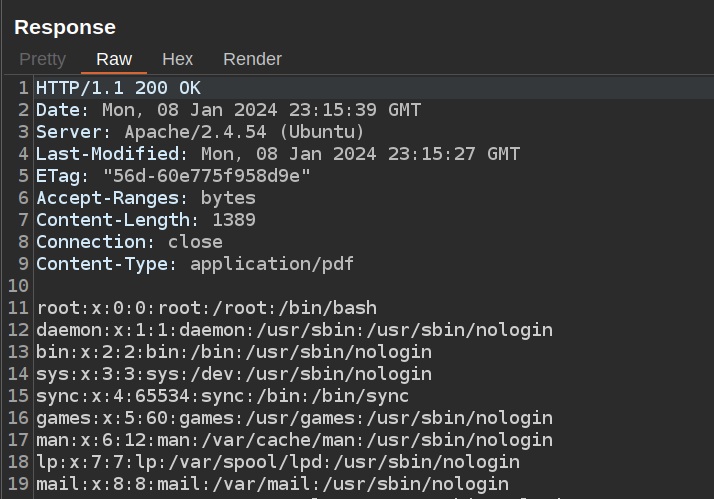 Response
Pretty Raw Hex Render
1 HTTP/1.1 200 OK
2 Date: Mon, 08 Jan 2024 23:15:39 GMT
3 Server: Apache/2.4.54 (Ubuntu)
4 Last-Modified: Mon, 08 Jan 2024 23:15:27 GMT
5 ETag: "56d-60e775f958d9e"
6 Accept-Ranges: bytes
7 Content-Length: 1389
8 Connection: close
9 Content-Type: application/pdf
10
11 root:x:0:0:root:/root:/bin/bash
12 daemon:x:1:1:daemon:/usr/sbin:/usr/sbin/nologin
13 bin:x:2:2:bin:/bin:/usr/sbin/nologin
14 sys:x:3:3:sys:/dev:/usr/sbin/nologin
15 sync:x:4:65534:sync:/bin:/bin/sync
16 games:x:5:60:games:/usr/games:/usr/sbin/nologin
17 man:x:6:12:man:/var/cache/man:/usr/sbin/nologin
18 lp:x:7:7:lp:/var/spool/lpd:/usr/sbin/nologin
19 mail:x:8:8:mail:/var/mail:/usr/sbin/nologin